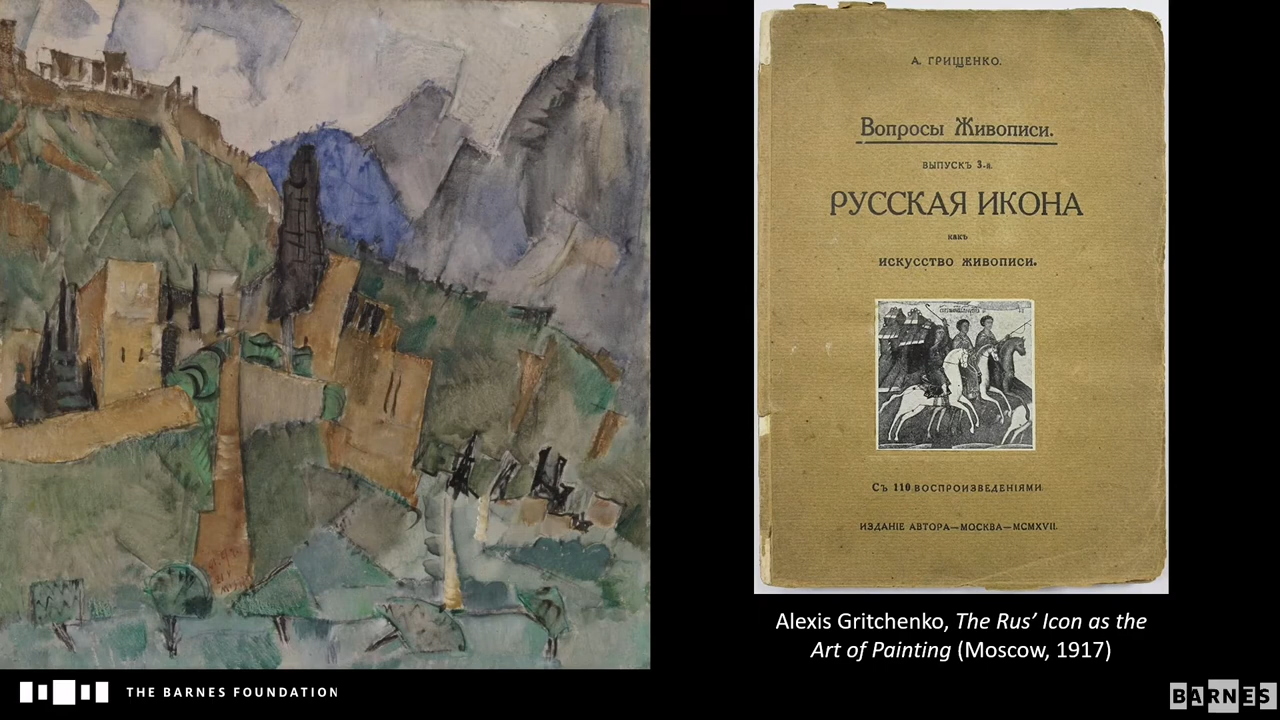 А. ГРИЩЕНКО.
Вопросы Живописи.
ВЫПУСКЪ 3-й.
РУССКАЯ ИКОНА
какъ
ИСКУССТВО ЖИВОПИСИ.
Съ 110 ВОСПРОИЗВЕДЕНІЯМИ
ИЗДАНІЕ АВТОРА—МОСКВА—MCMXVII.
Alexis Gritchenko, The Rus’ Icon as the
Art of Painting (Moscow, 1917)
THE BARNES FOUNDATION
BARNES